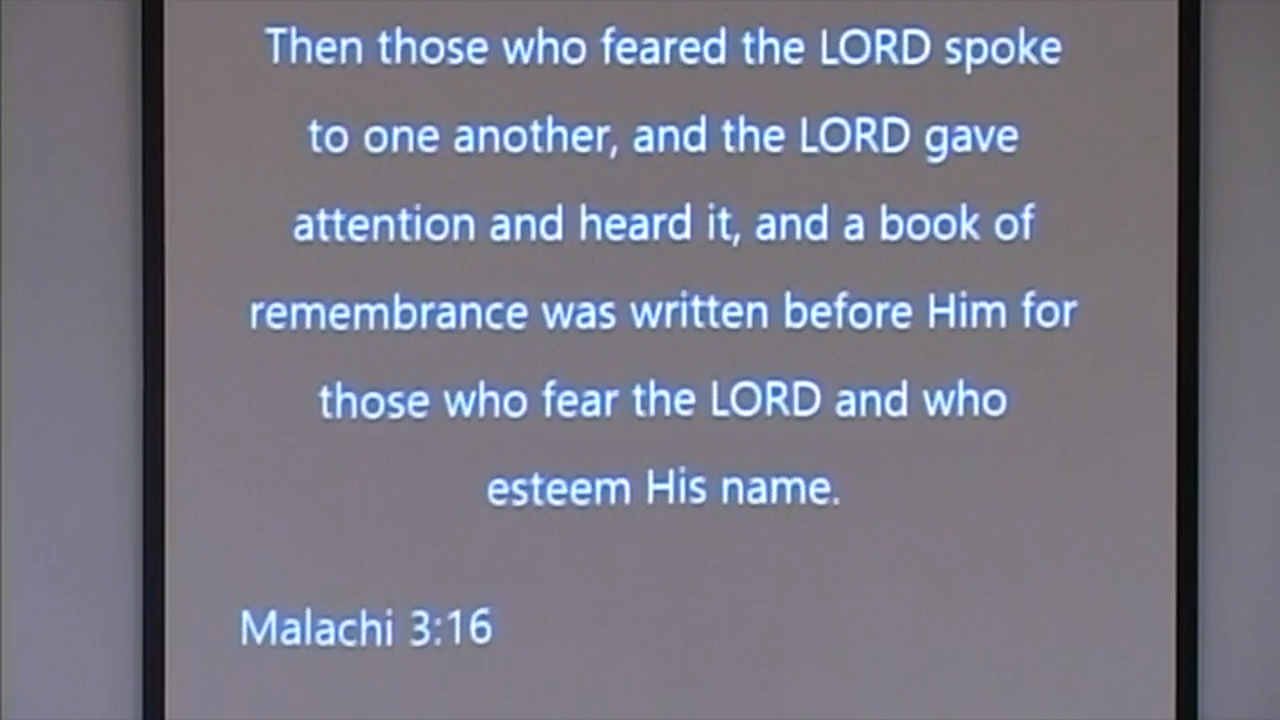 Then those who feared the LORD spoke
to one another, and the LORD gave
attention and heard it, and a book of
remembrance was written before Him for
those who fear the LORD and who
esteem His name.
Malachi 3:16